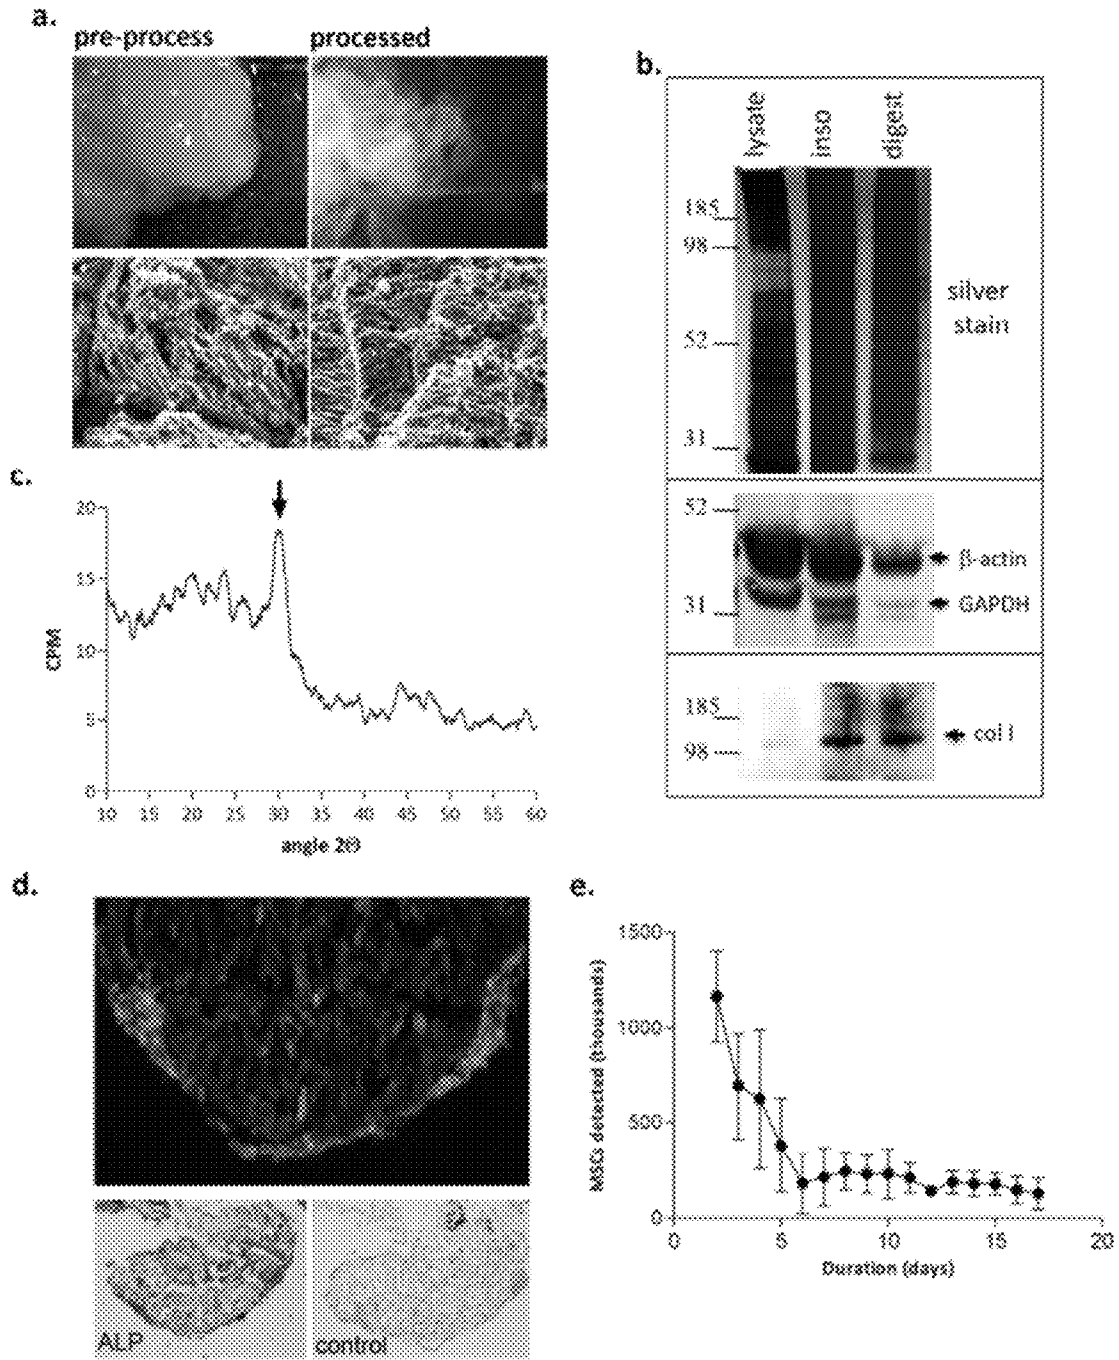 a.
pre-process processed
b.
lysate inso digest
185
98
52
31
silver
stain
52
31
β-actin
GAPDH
185
98
col I
c.
20
15
10
5
0
CPM
10 15 20 25 30 35 40 45 50 55 60
angle 2Θ
d.
ALP control
e.
1500
1000
500
0
MSCs detected (thousands)
0 5 10 15 20
Duration (days)